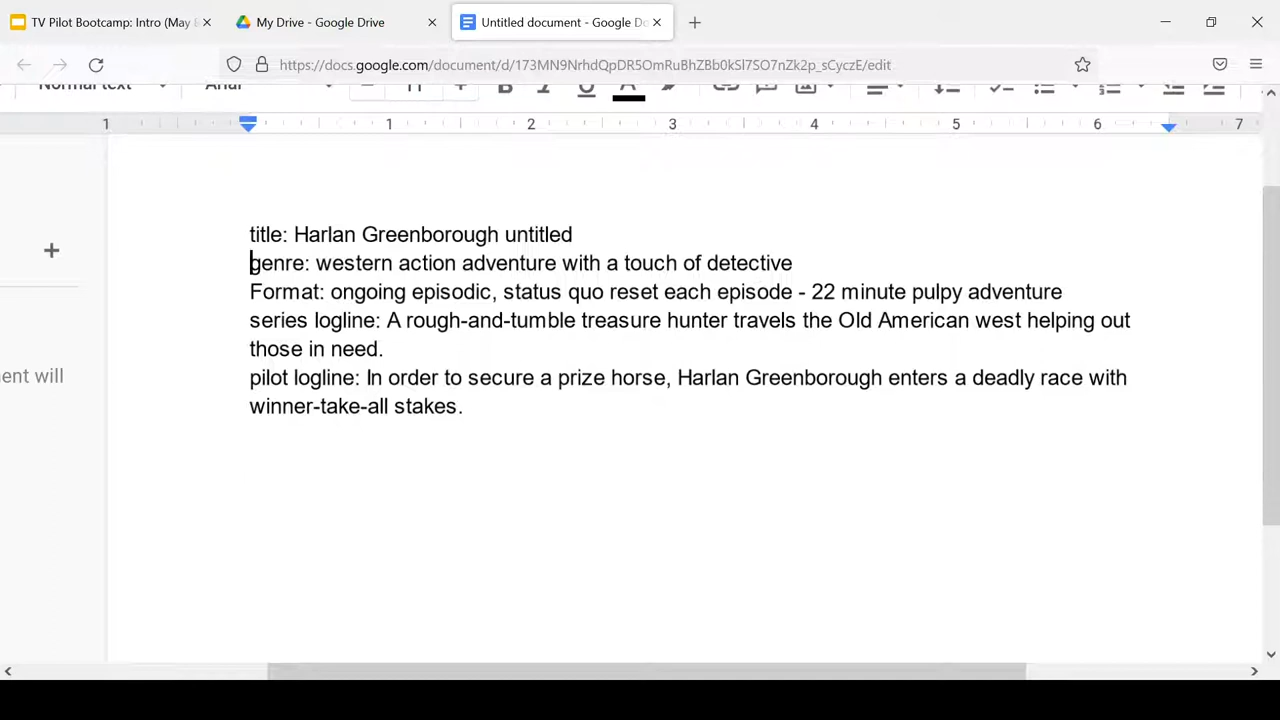 TV Pilot Bootcamp: Intro (May
My Drive - Google Drive
Untitled document - Google Do
https://docs.google.com/document/d/173MN9NrhdQpDR5OmRuBhZBb0kSI7SO7nZk2p_sCyczE/edit
Normal text Arial 11
1 1 2 3 4 5 6 7
title: Harlan Greenborough untitled
genre: western action adventure with a touch of detective
Format: ongoing episodic, status quo reset each episode - 22 minute pulpy adventure
series logline: A rough-and-tumble treasure hunter travels the Old American west helping out
those in need.
ent will
pilot logline: In order to secure a prize horse, Harlan Greenborough enters a deadly race with
winner-take-all stakes.